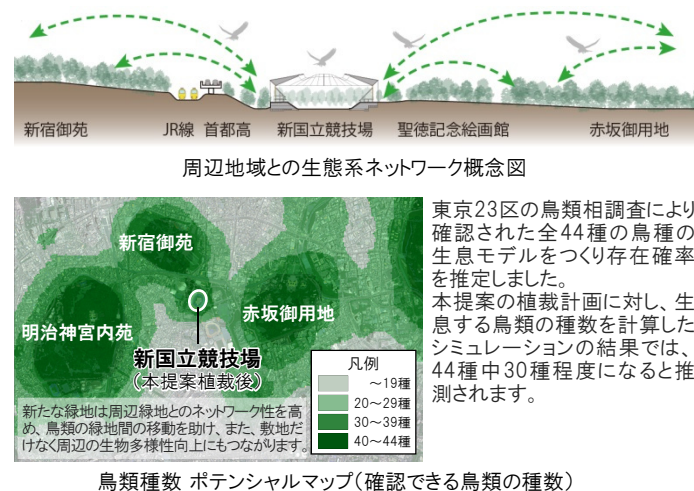 新宿御苑 JR線 首都高 新国立競技場 聖徳記念絵画館 赤坂御用地
周辺地域との生態系ネットワーク概念図
新宿御苑
明治神宮内苑
赤坂御用地
新国立競技場
(本提案植栽後)
新たな緑地は周辺緑地とのネットワーク性を高
め、鳥類の緑地間の移動を助け、また、敷地だ
けなく周辺の生物多様性向上にもつながります。
凡例
～19種
20～29種
30～39種
40～44種
東京23区の鳥類相調査により
確認された全44種の鳥種の
生息モデルをつくり存在確率
を推定しました。
本提案の植裁計画に対し、生
息する鳥類の種数を計算した
シミュレーションの結果では、
44種中30種程度になると推
測されます。
鳥類種数 ポテンシャルマップ(確認できる鳥類の種数)